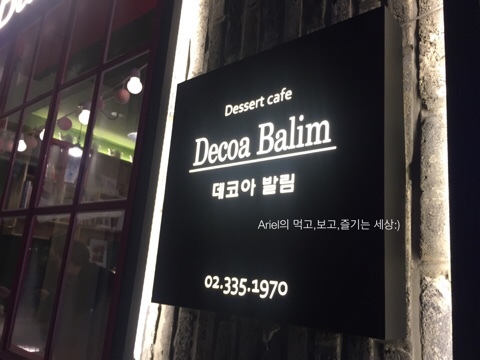 Dessert cafe
Decoa Balim
데코아 발림
Ariel의 먹고,보고,즐기는 세상:)
02.335.1970